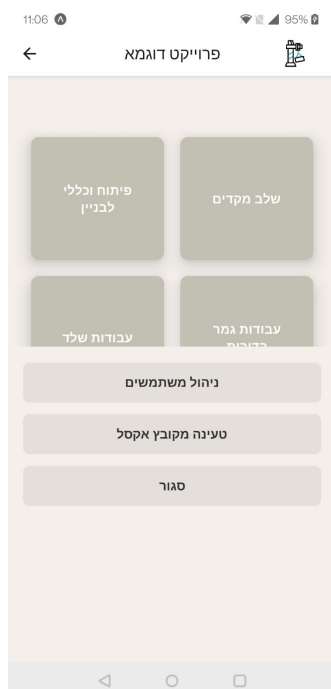 11:06
95%
פרוייקט דוגמא
שלב מקדים
פיתוח וכללי
לבניין
עבודות גמר
בדירות
עבודות שלד
ניהול משתמשים
טעינה מקובץ אקסל
סגור